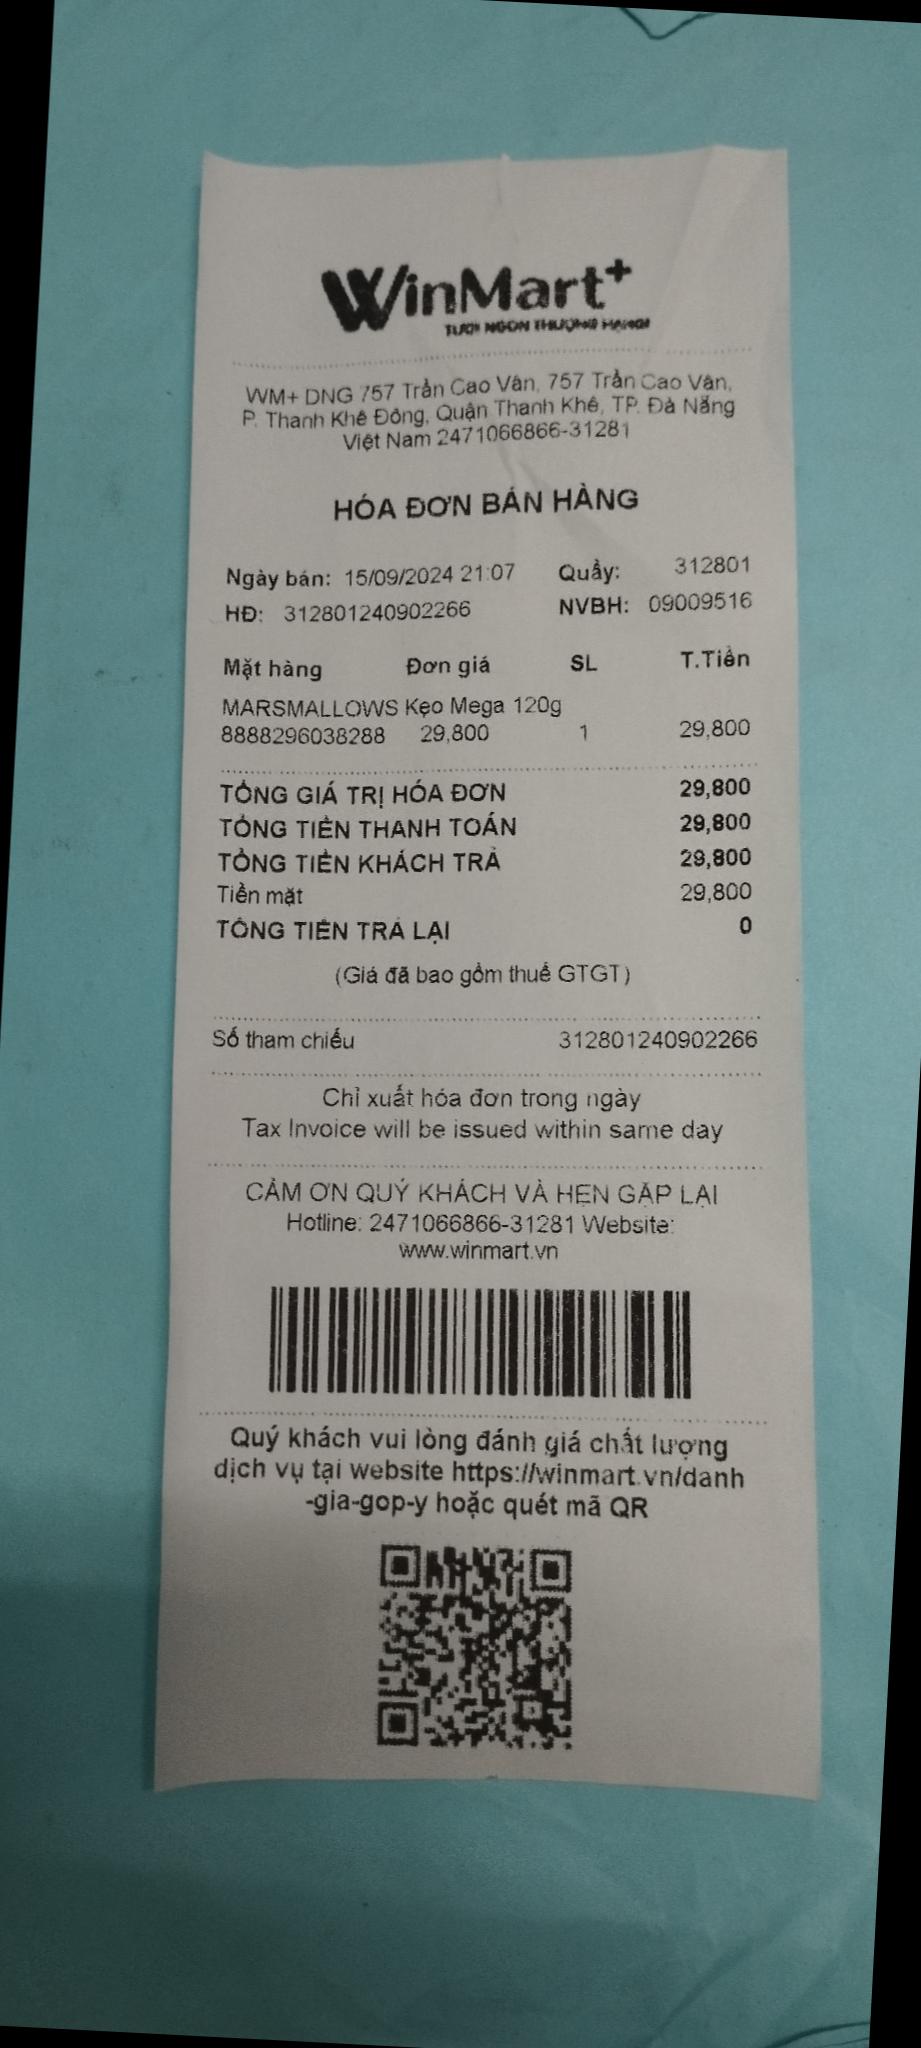 WinMart+
TƯƠI NGON THƯỢNG HẠNG!
WM+ DNG 757 Trần Cao Vân, 757 Trần Cao Vân,
P. Thanh Khê Đông, Quận Thanh Khê, TP. Đà Nẵng
Việt Nam 2471066866-31281
HÓA ĐƠN BÁN HÀNG
Ngày bán: 15/09/2024 21:07 Quầy: 312801
HĐ: 312801240902266 NVBH: 09009516
Mặt hàng Đơn giá SL T.Tiền
MARSMALLOWS Kẹo Mega 120g
8888296038288 29,800 1 29,800
TỔNG GIÁ TRỊ HÓA ĐƠN 29,800
TỔNG TIỀN THANH TOÁN 29,800
TỔNG TIỀN KHÁCH TRẢ 29,800
Tiền mặt 29,800
TỔNG TIỀN TRẢ LẠI 0
(Giá đã bao gồm thuế GTGT)
Số tham chiếu 312801240902266
Chỉ xuất hóa đơn trong ngày
Tax Invoice will be issued within same day
CẢM ƠN QUÝ KHÁCH VÀ HẸN GẶP LẠI
Hotline: 2471066866-31281 Website:
www.winmart.vn
Quý khách vui lòng đánh giá chất lượng
dịch vụ tại website https://winmart.vn/danh
-gia-gop-y hoặc quét mã QR